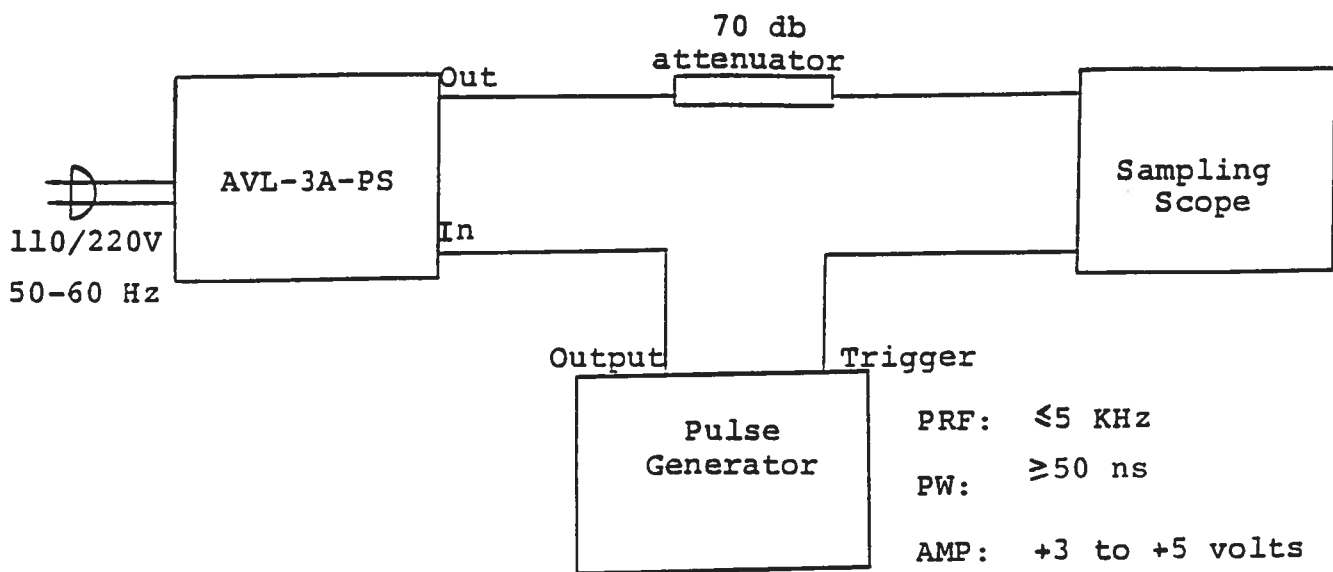 70 db
attenuator
Out
AVL-3A-PS
In
110/220V
50-60 Hz
Sampling
Scope
Output
Trigger
Pulse
Generator
PRF: ≤5 KHz
PW: ≥50 ns
AMP: +3 to +5 volts